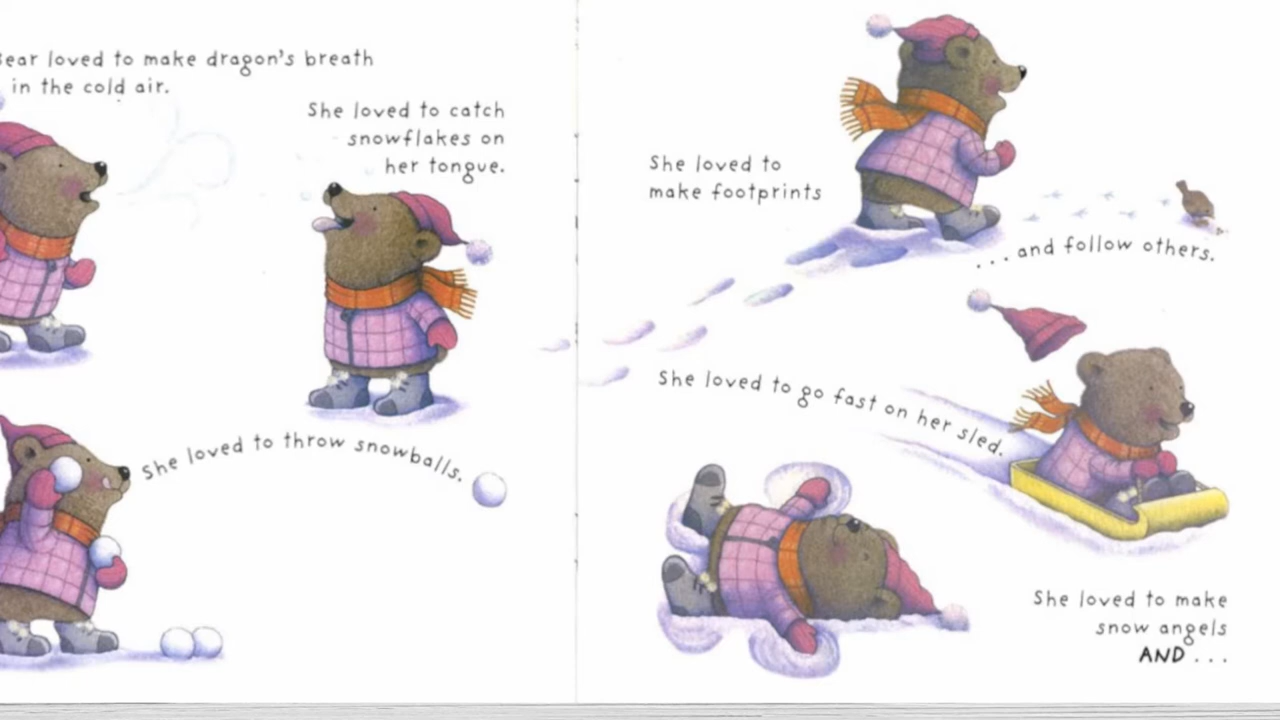 ear loved to make dragon's breath
in the cold air.
She loved to catch
snowflakes on
her tongue.
She loved to throw snowballs.
She loved to
make footprints
. . . and follow others.
She loved to go fast on her sled.
She loved to make
snow angels
AND . . .